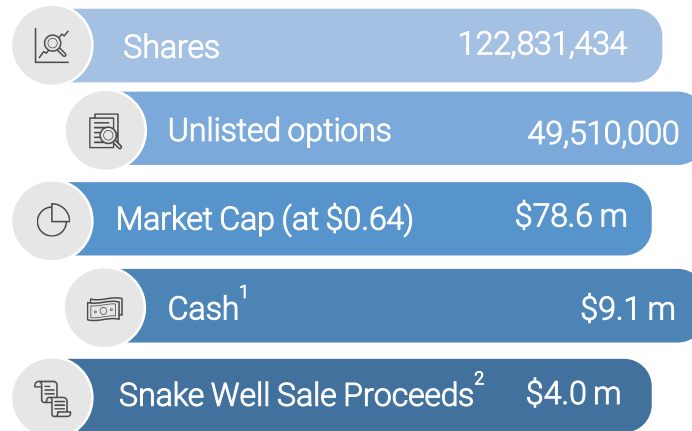 Shares 122,831,434
Unlisted options 49,510,000
Market Cap (at $0.64) $78.6 m
Cash¹ $9.1 m
Snake Well Sale Proceeds² $4.0 m